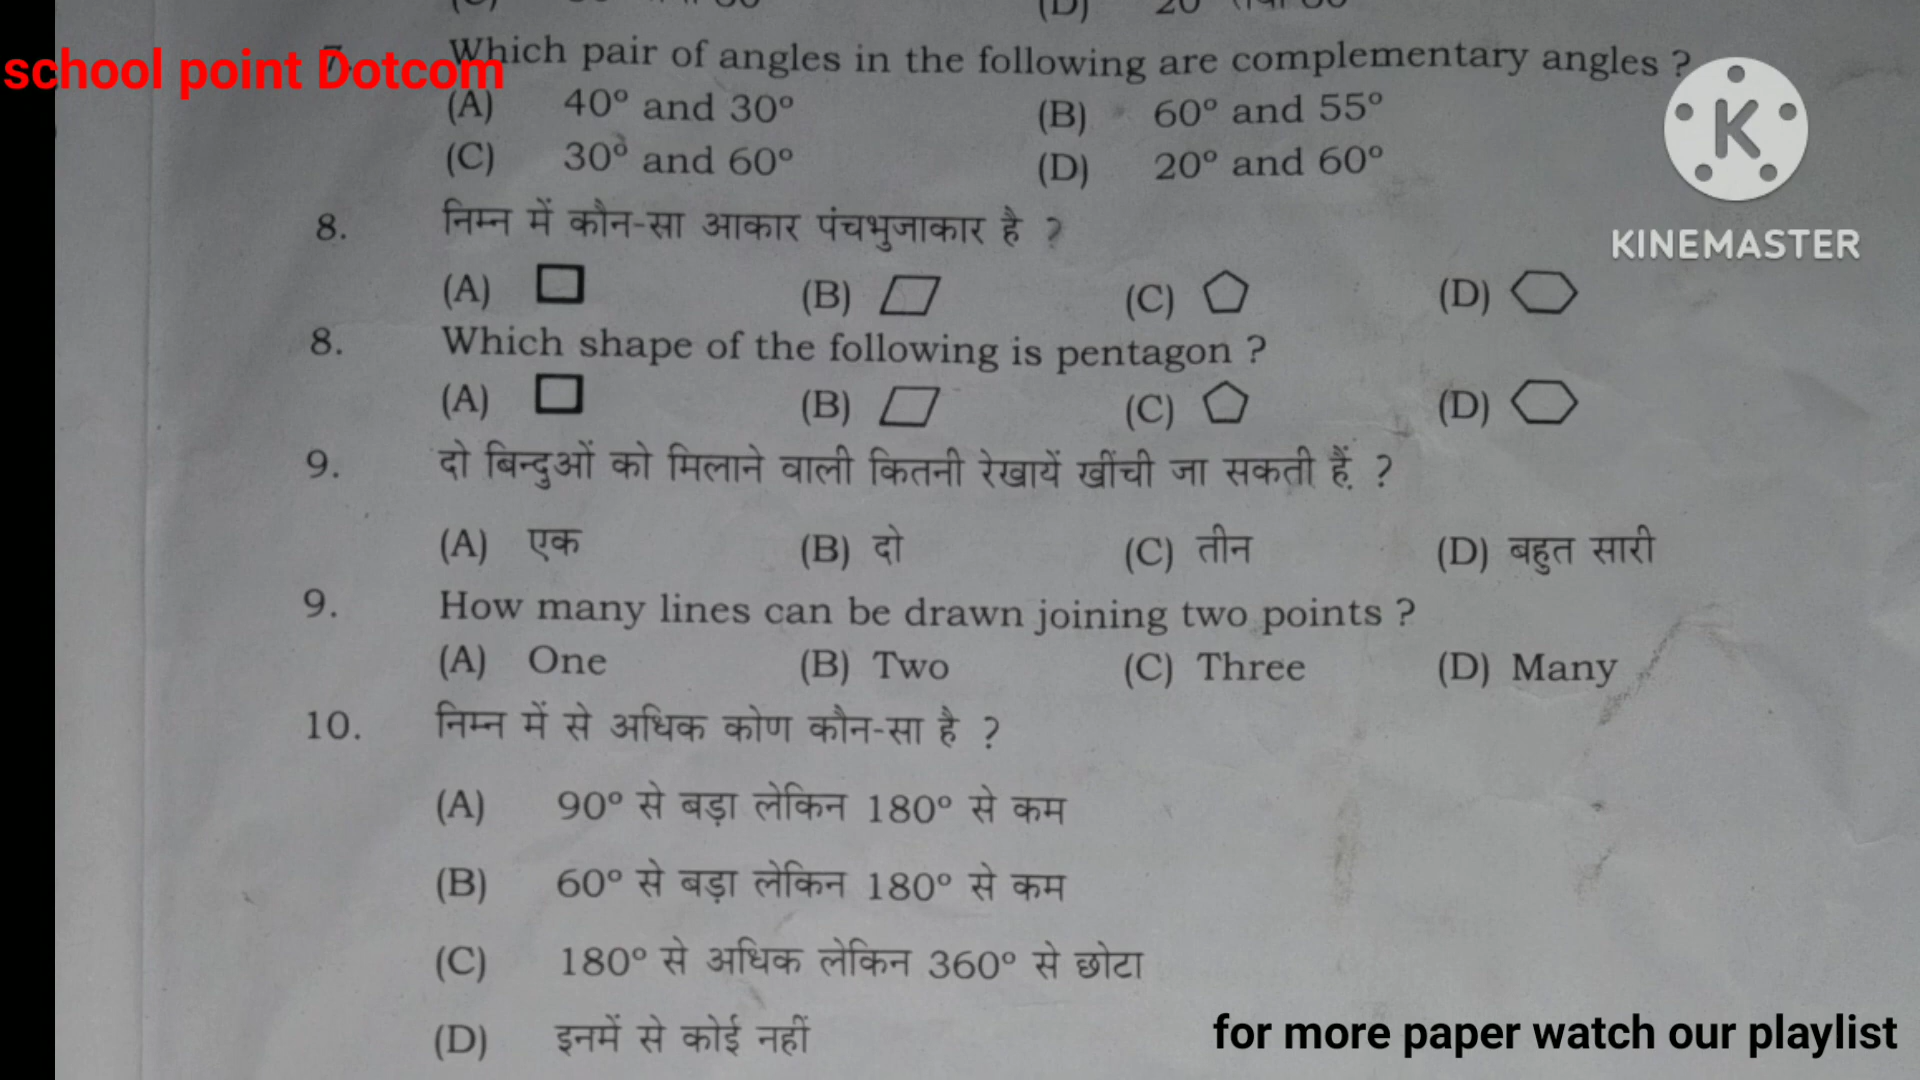 7. Which pair of angles in the following are complementary angles ?
school point Dotcom
(A) 40° and 30° (B) 60° and 55°
(C) 30° and 60° (D) 20° and 60°
K
KINEMASTER
8. निम्न में कौन-सा आकार पंचभुजाकार है ?
(A) (B) (C) (D)
8. Which shape of the following is pentagon ?
(A) (B) (C) (D)
9. दो बिन्दुओं को मिलाने वाली कितनी रेखायें खींची जा सकती हैं ?
(A) एक (B) दो (C) तीन (D) बहुत सारी
9. How many lines can be drawn joining two points ?
(A) One (B) Two (C) Three (D) Many
10. निम्न में से अधिक कोण कौन-सा है ?
(A) 90° से बड़ा लेकिन 180° से कम
(B) 60° से बड़ा लेकिन 180° से कम
(C) 180° से अधिक लेकिन 360° से छोटा
(D) इनमें से कोई नहीं
for more paper watch our playlist